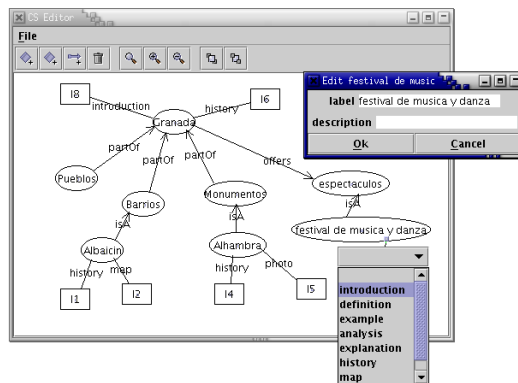 CS Editor
File
Edit festival de music
label festival de musica y danza
description
Ok Cancel
I8
introduction
history
I6
Granada
partOf
partOf
partOf
offers
Pueblos
Barrios
Monumentos
espectaculos
isA
isA
isA
festival de musica y danza
Albaicin
Alhambra
history
map
history
photo
I1
I2
I4
I5
introduction
definition
example
analysis
explanation
history
map